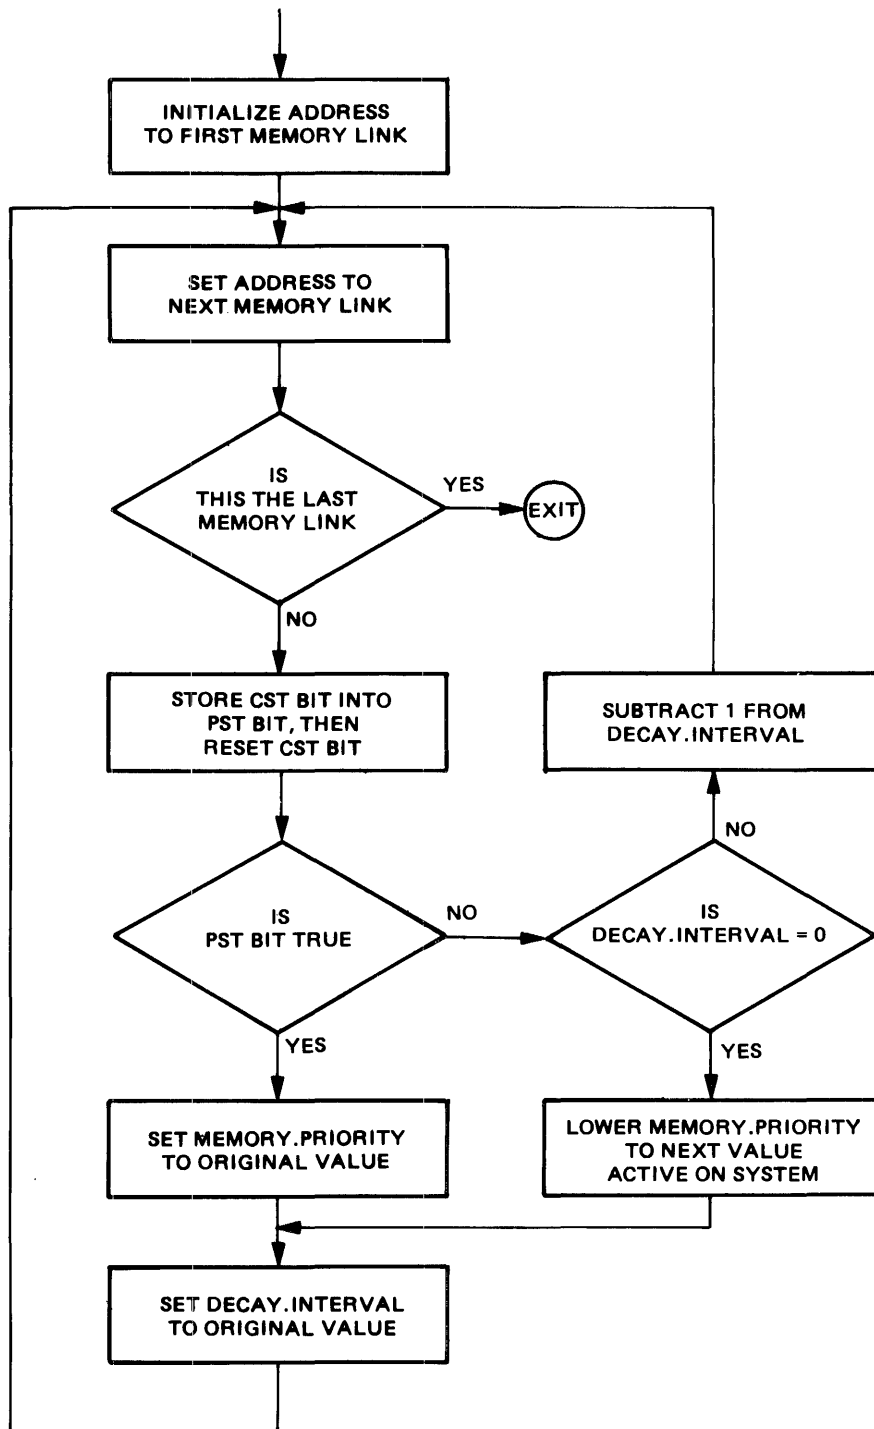 INITIALIZE ADDRESS
TO FIRST MEMORY LINK
SET ADDRESS TO
NEXT MEMORY LINK
IS
THIS THE LAST
MEMORY LINK
YES
EXIT
NO
STORE CST BIT INTO
PST BIT, THEN
RESET CST BIT
SUBTRACT 1 FROM
DECAY.INTERVAL
NO
IS
PST BIT TRUE
NO
IS
DECAY.INTERVAL = 0
YES
YES
SET MEMORY.PRIORITY
TO ORIGINAL VALUE
LOWER MEMORY.PRIORITY
TO NEXT VALUE
ACTIVE ON SYSTEM
SET DECAY.INTERVAL
TO ORIGINAL VALUE